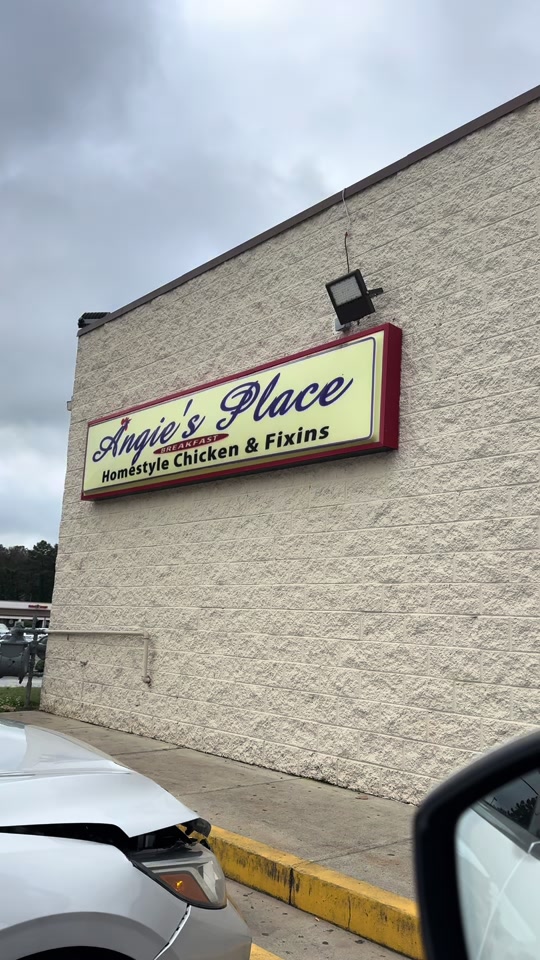 Angie's Place
BREAKFAST
Homestyle Chicken & Fixins